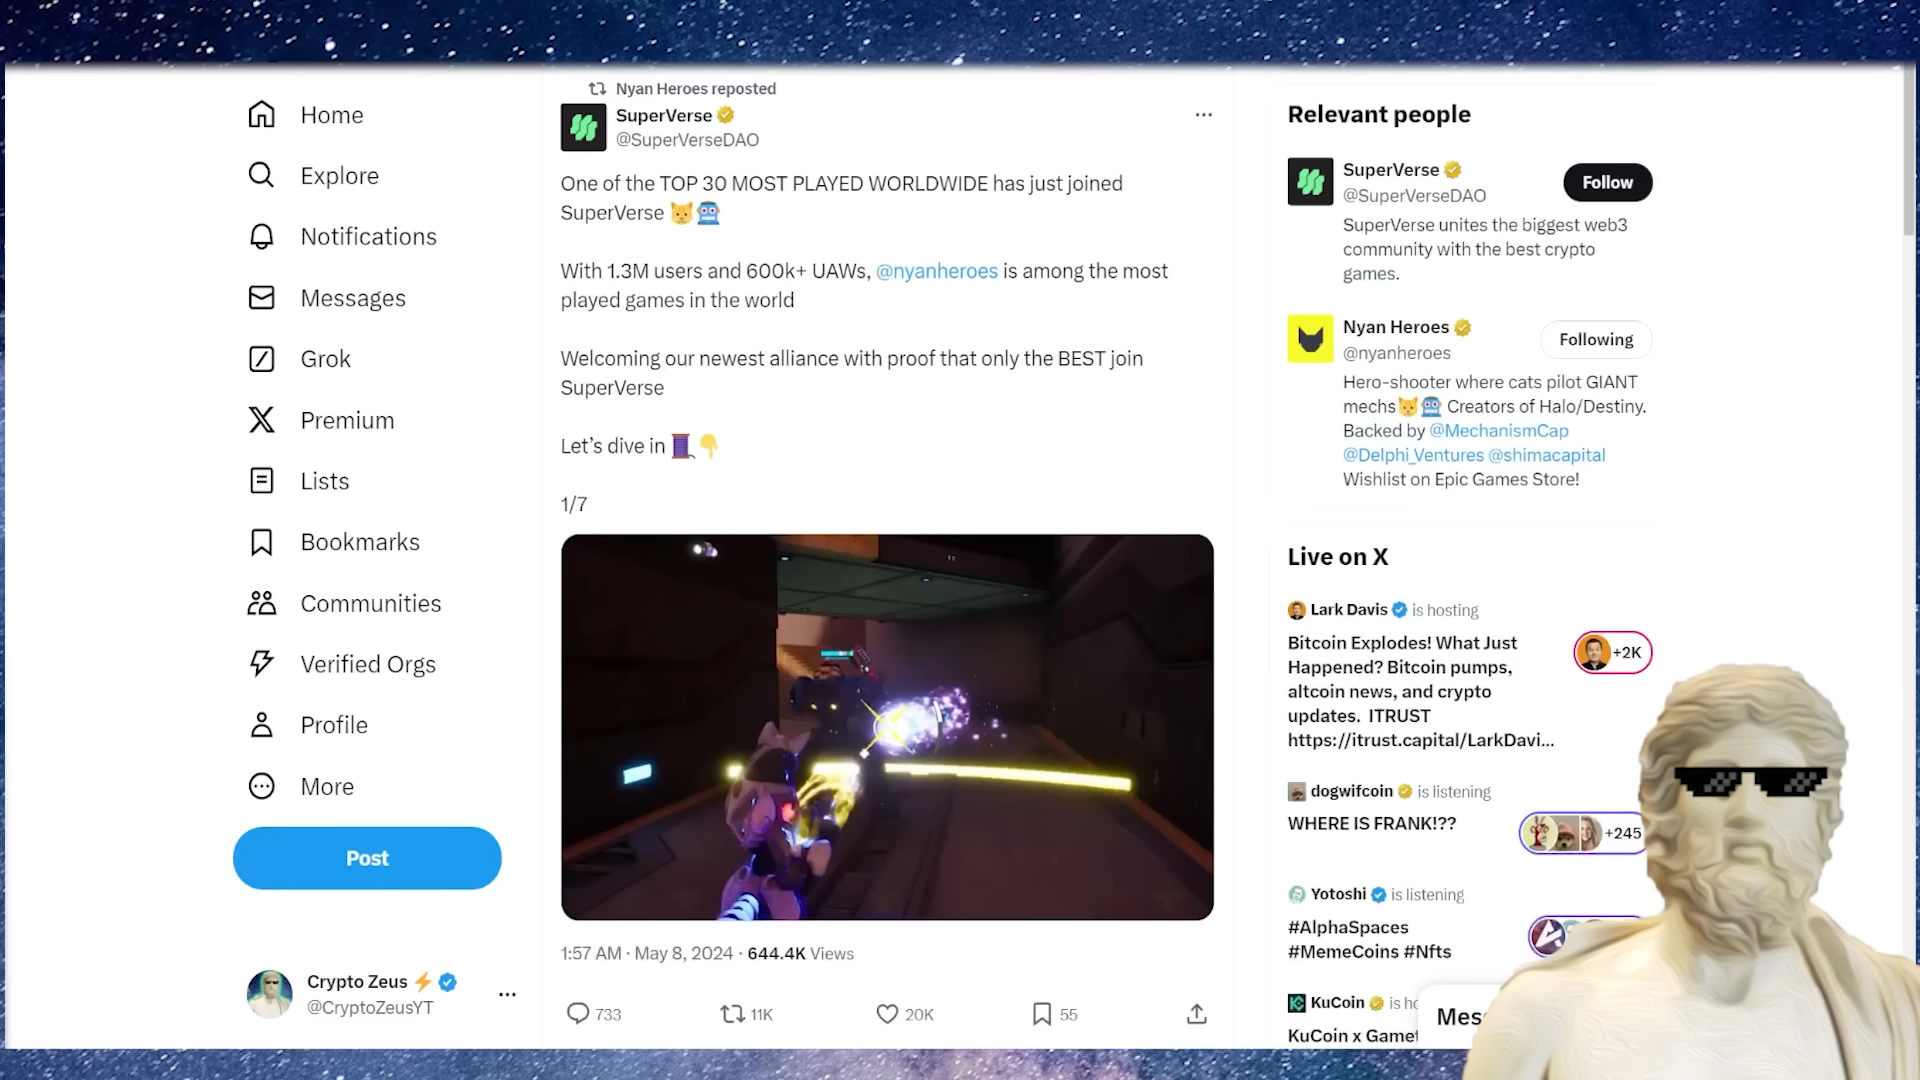 Home
Explore
Notifications
Messages
Grok
Premium
Lists
Bookmarks
Communities
Verified Orgs
Profile
More
Post
Crypto Zeus
@CryptoZeusYT
Nyan Heroes reposted
SuperVerse
@SuperVerseDAO
One of the TOP 30 MOST PLAYED WORLDWIDE has just joined
SuperVerse
With 1.3M users and 600k+ UAWs, @nyanheroes is among the most
played games in the world
Welcoming our newest alliance with proof that only the BEST join
SuperVerse
Let’s dive in
1/7
1:57 AM · May 8, 2024 · 644.4K Views
733 11K 20K 55
Relevant people
SuperVerse
@SuperVerseDAO
Follow
SuperVerse unites the biggest web3
community with the best crypto
games.
Nyan Heroes
@nyanheroes
Following
Hero-shooter where cats pilot GIANT
mechs Creators of Halo/Destiny.
Backed by @MechanismCap
@Delphi_Ventures @shimacapital
Wishlist on Epic Games Store!
Live on X
Lark Davis is hosting
Bitcoin Explodes! What Just
Happened? Bitcoin pumps,
altcoin news, and crypto
updates. ITRUST
https://itrust.capital/LarkDavi...
+2K
dogwifcoin is listening
WHERE IS FRANK!??
+245
Yotoshi is listening
#AlphaSpaces
#MemeCoins #Nfts
KuCoin is ho
KuCoin x Gamet
Mes